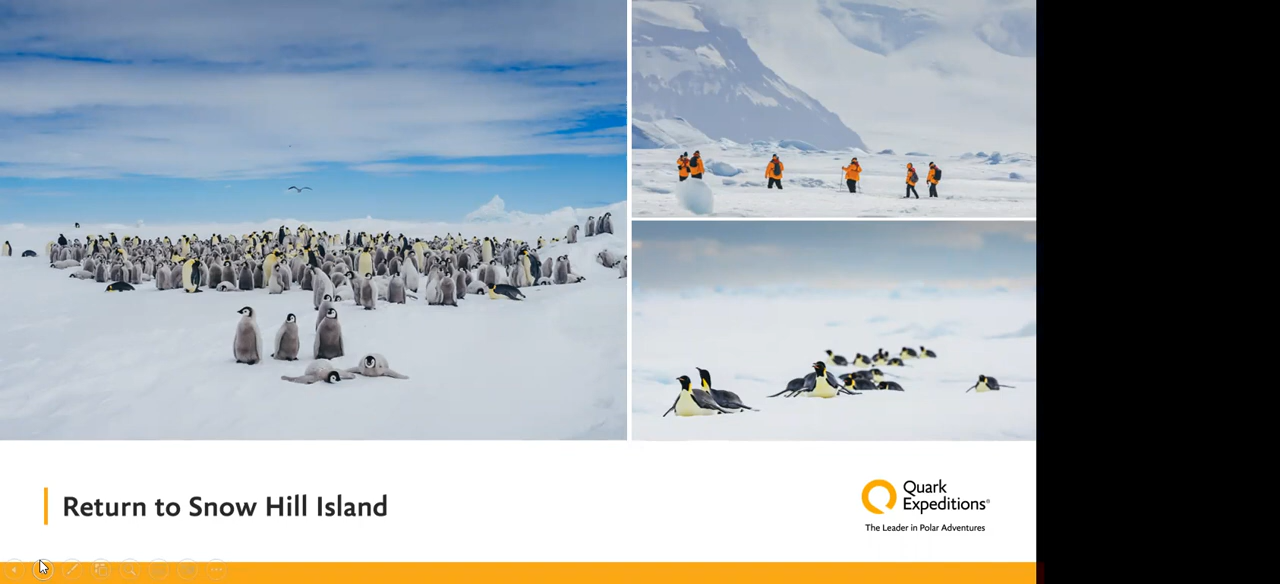 Return to Snow Hill Island
Quark
Expeditions®
The Leader in Polar Adventures